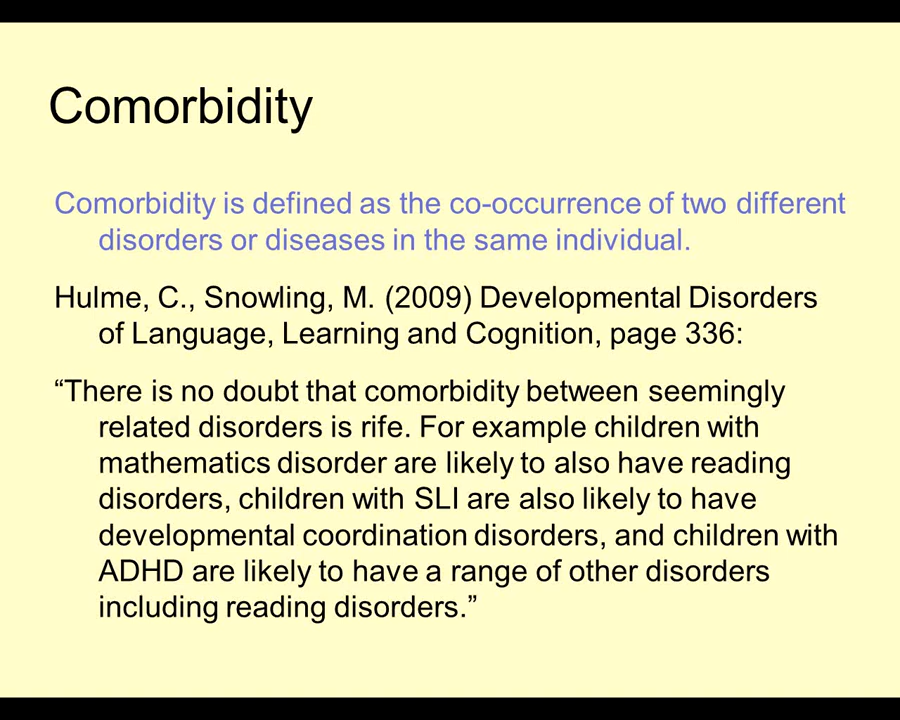 Comorbidity
Comorbidity is defined as the co-occurrence of two different
disorders or diseases in the same individual.
Hulme, C., Snowling, M. (2009) Developmental Disorders
of Language, Learning and Cognition, page 336:
“There is no doubt that comorbidity between seemingly
related disorders is rife. For example children with
mathematics disorder are likely to also have reading
disorders, children with SLI are also likely to have
developmental coordination disorders, and children with
ADHD are likely to have a range of other disorders
including reading disorders.”